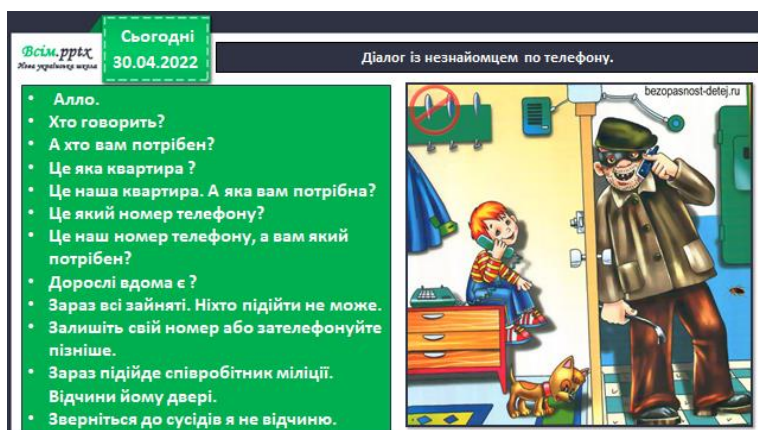 Всім.pptx
Нова українська школа
Сьогодні
30.04.2022
Діалог із незнайомцем по телефону.
• Алло.
• Хто говорить?
• А хто вам потрібен?
• Це яка квартира ?
• Це наша квартира. А яка вам потрібна?
• Це який номер телефону?
• Це наш номер телефону, а вам який
потрібен?
• Дорослі вдома є ?
• Зараз всі зайняті. Ніхто підійти не може.
• Залишіть свій номер або зателефонуйте
пізніше.
• Зараз підійде співробітник міліції.
Відчини йому двері.
• Зверніться до сусідів я не відчиню.
bezopasnost-detej.ru